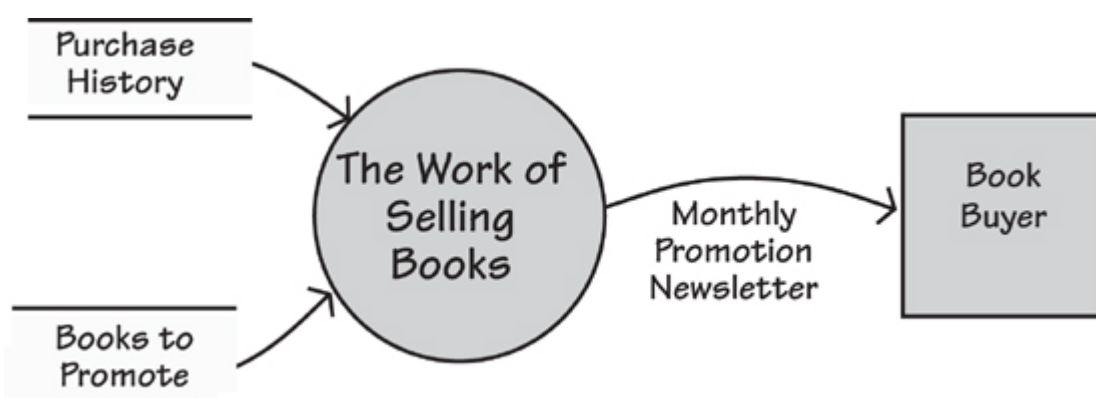 Purchase
History
The Work of
Selling
Books
Monthly
Promotion
Newsletter
Book
Buyer
Books to
Promote